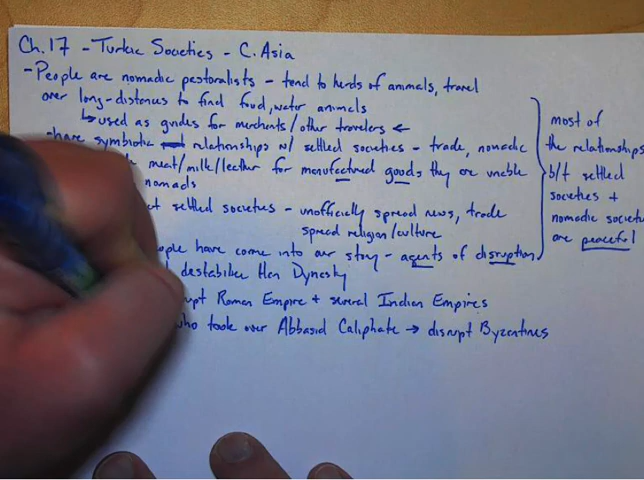 Ch. 17 - Turkic Societies - C. Asia
- People are nomadic pastoralists - tend to herds of animals, travel
over long-distances to find food, water animals
↳ used as guides for merchants/other travelers ←
- have symbiotic relationships w/ settled societies - trade, nomadic
meat/milk/leather for manufactured goods they are unable
nomads
settled societies - unofficially spread news, trade
spread religion/culture
have come into our story - agents of disruption
destabilize Han Dynasty
Roman Empire + several Indian Empires
who took over Abbasid Caliphate → disrupt Byzantines
most of
the relationships
b/t settled
societies +
nomadic
are peaceful